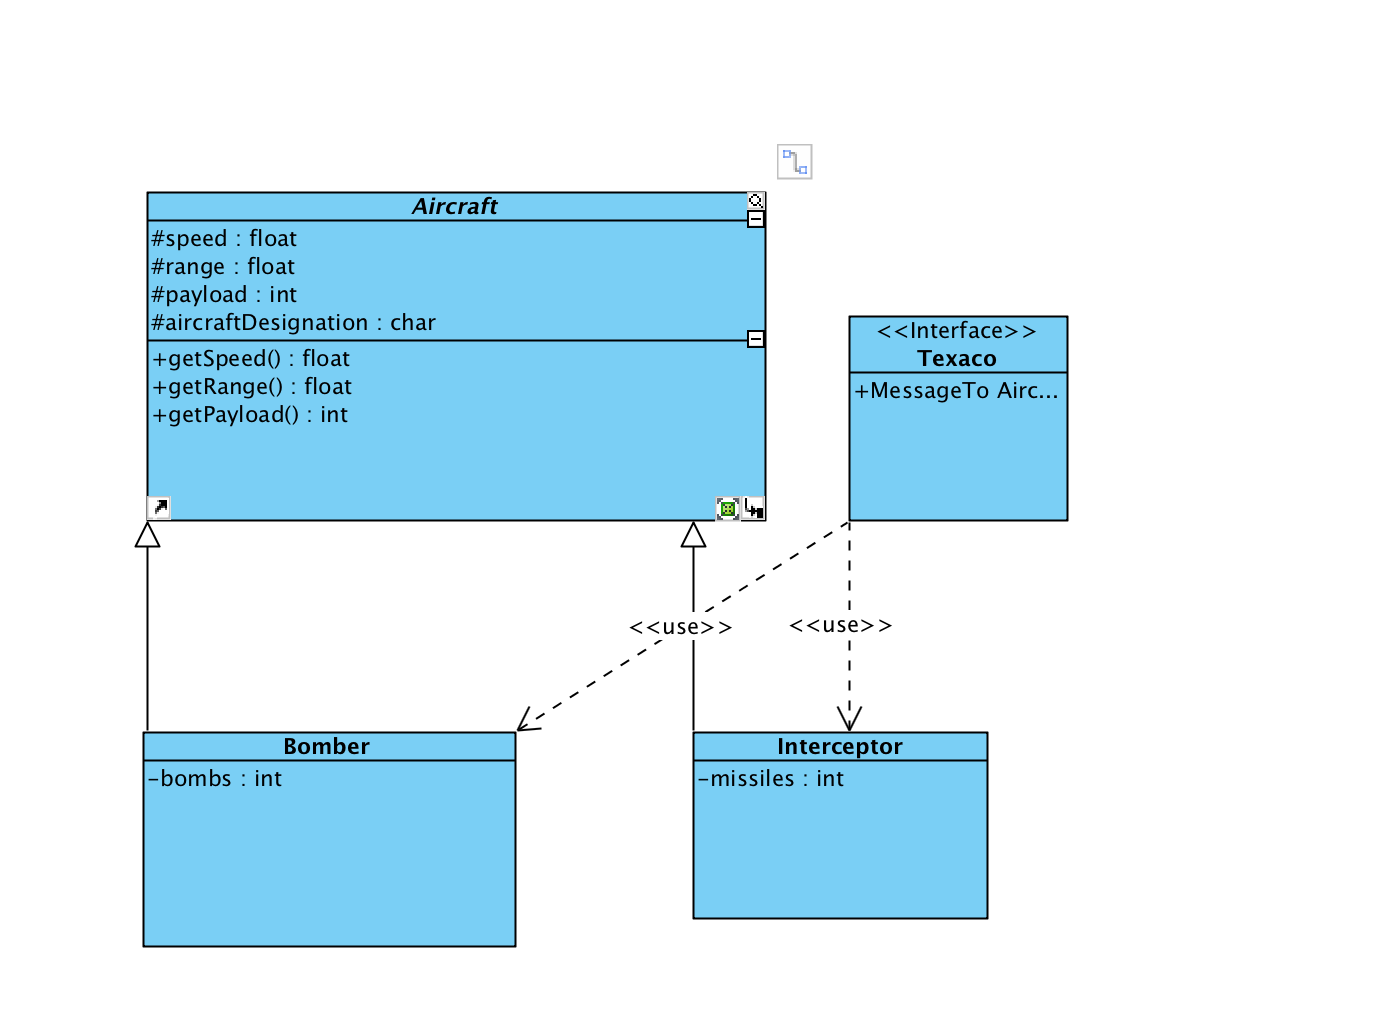 Aircraft
#speed : float
#range : float
#payload : int
#aircraftDesignation : char
+getSpeed() : float
+getRange() : float
+getPayload() : int
<<Interface>>
Texaco
+MessageTo Airc...
<<use>>
<<use>>
Bomber
-bombs : int
Interceptor
-missiles : int